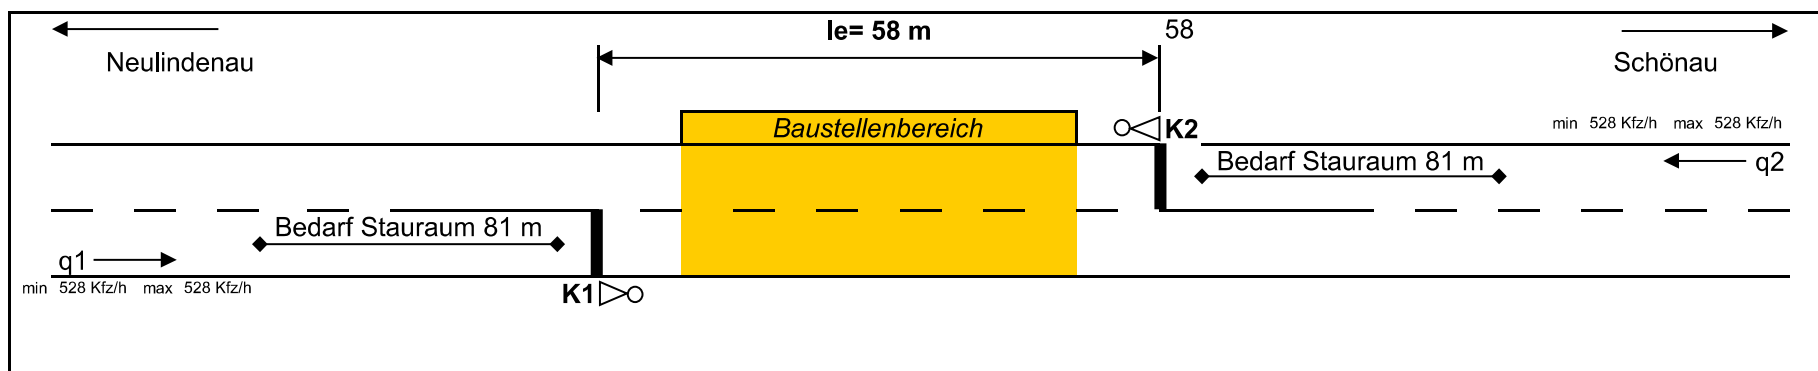 le= 58 m
58
Neulindenau
Schönau
Baustellenbereich
K2
min 528 Kfz/h max 528 Kfz/h
Bedarf Stauraum 81 m
q2
Bedarf Stauraum 81 m
q1
min 528 Kfz/h max 528 Kfz/h
K1